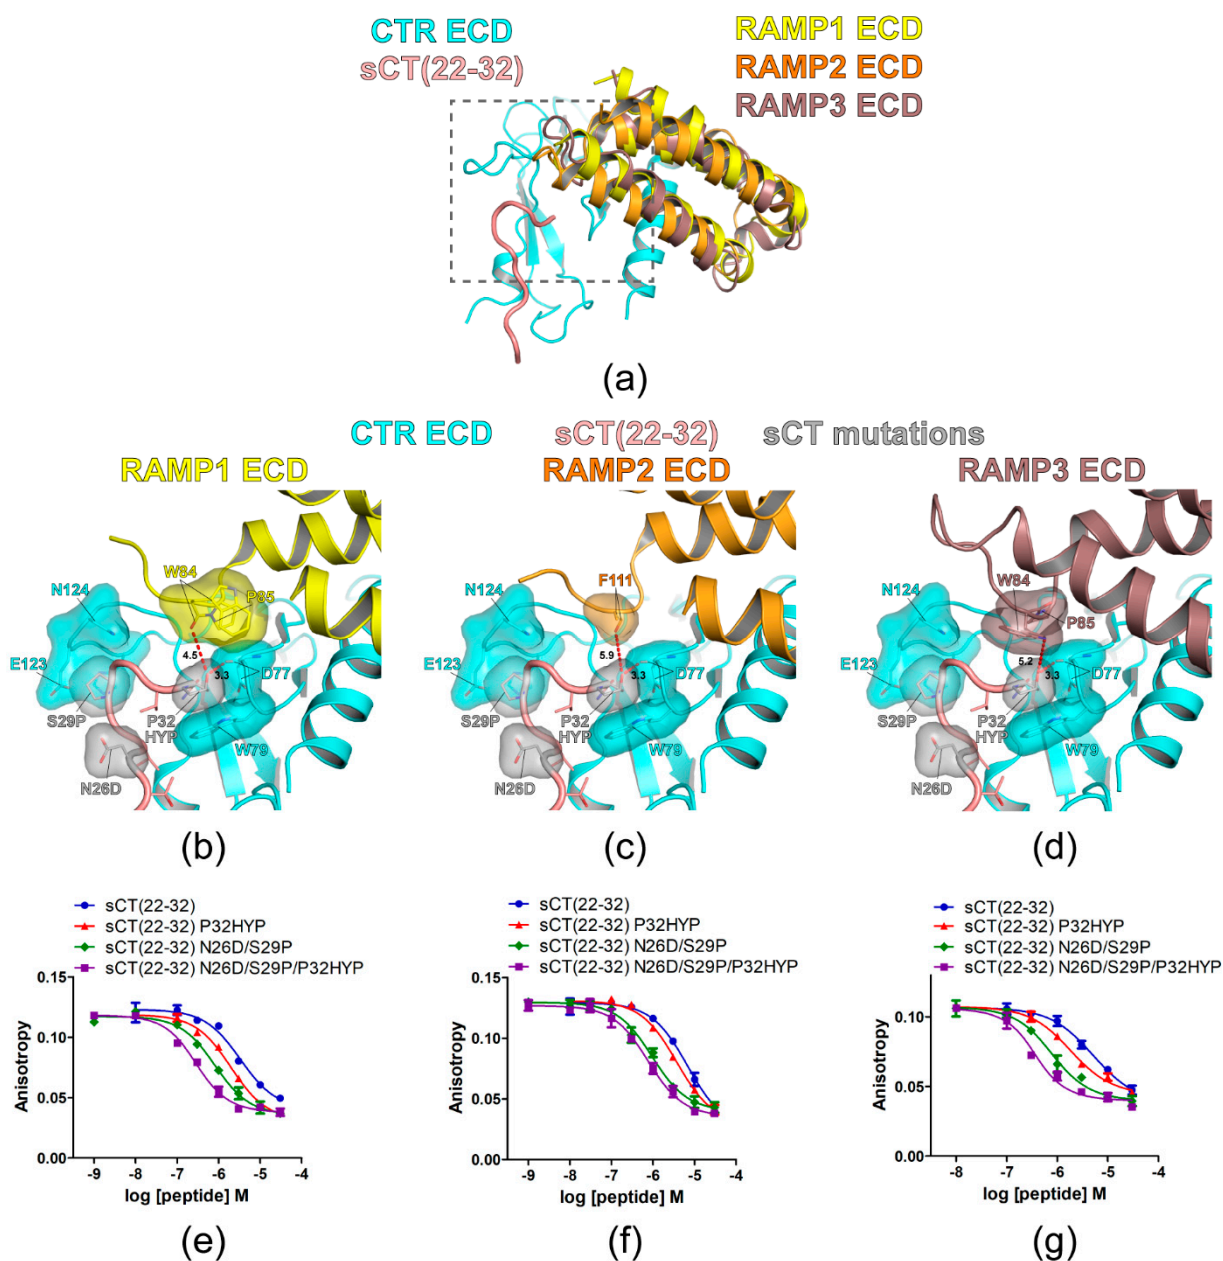 CTR ECD
sCT(22-32)
RAMP1 ECD
RAMP2 ECD
RAMP3 ECD
(a)
CTR ECD sCT(22-32) sCT mutations
RAMP1 ECD RAMP2 ECD RAMP3 ECD
W84
N124
P85
4.5
E123
3.3
D77
S29P
P32
HYP
W79
N26D
(b)
F111
N124
5.9
E123
3.3
D77
S29P
P32
HYP
W79
N26D
(c)
W84
N124
P85
5.2
E123
3.3
D77
S29P
P32
HYP
W79
N26D
(d)
sCT(22-32)
sCT(22-32) P32HYP
sCT(22-32) N26D/S29P
sCT(22-32) N26D/S29P/P32HYP
0.15
0.10
0.05
0.00
Anisotropy
-9 -8 -7 -6 -5 -4
log [peptide] M
(e)
sCT(22-32)
sCT(22-32) P32HYP
sCT(22-32) N26D/S29P
sCT(22-32) N26D/S29P/P32HYP
0.15
0.10
0.05
0.00
Anisotropy
-9 -8 -7 -6 -5 -4
log [peptide] M
(f)
sCT(22-32)
sCT(22-32) P32HYP
sCT(22-32) N26D/S29P
sCT(22-32) N26D/S29P/P32HYP
0.10
0.05
0.00
Anisotropy
-8 -7 -6 -5 -4
log [peptide] M
(g)